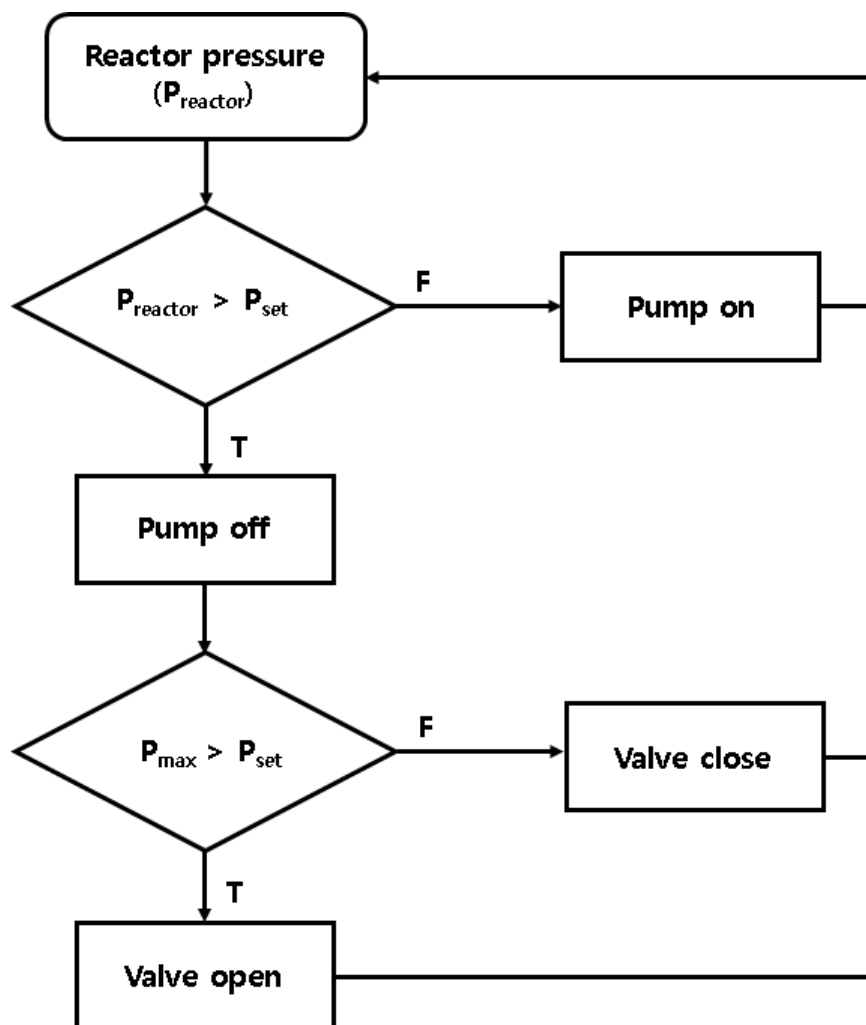 Reactor pressure
(Preactor)
Preactor > Pset
F
Pump on
T
Pump off
Pmax > Pset
F
Valve close
T
Valve open